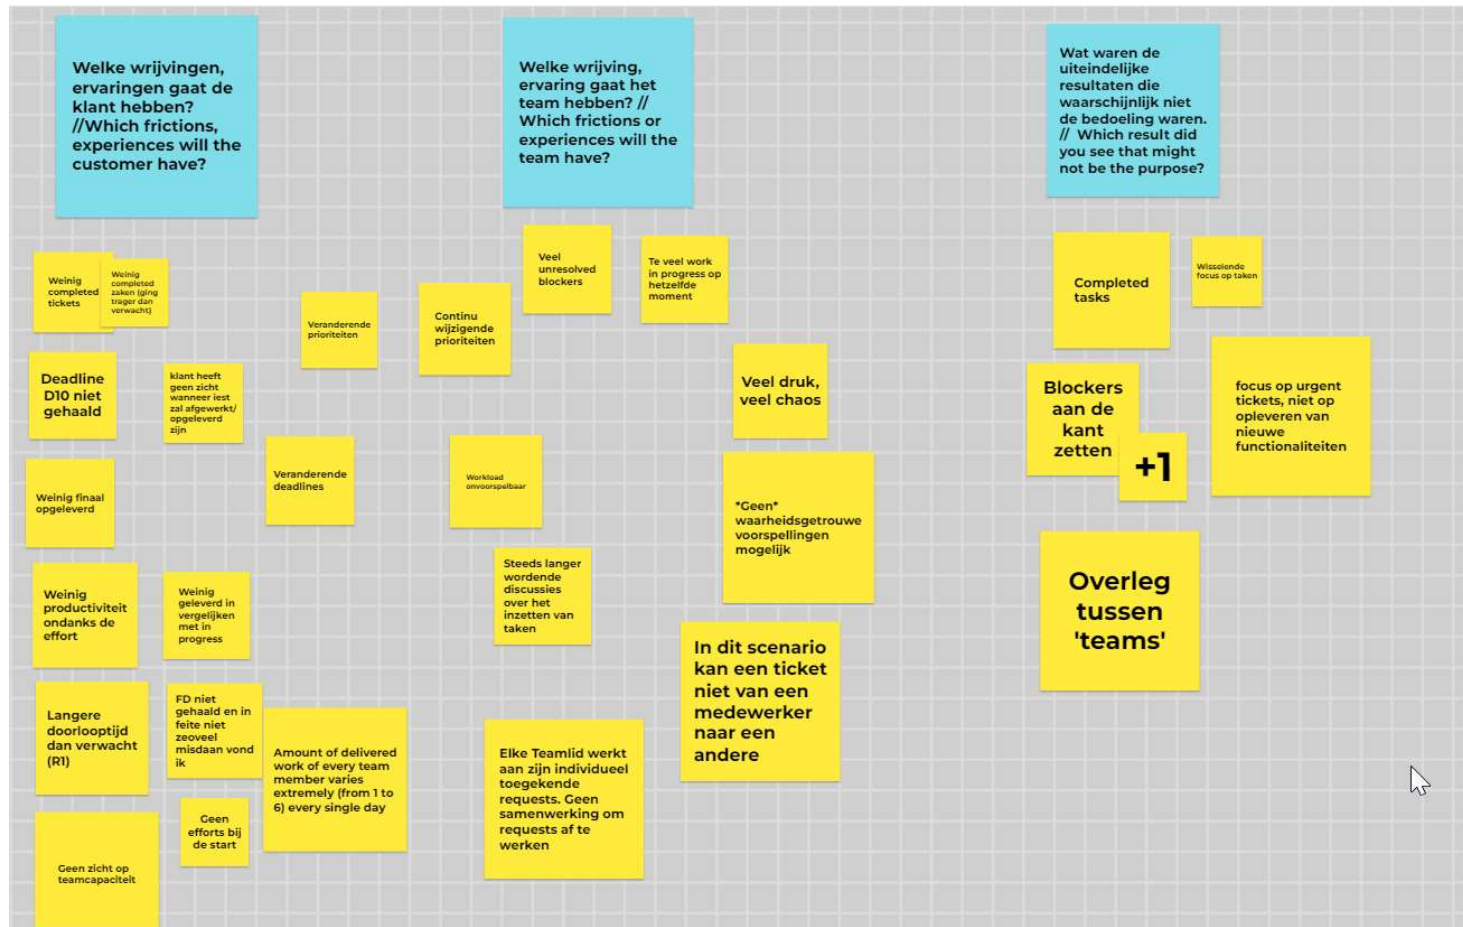 Welke wrijvingen,
ervaringen gaat de
klant hebben?
//Which frictions,
experiences will the
customer have?
Weinig
completed
tickets
Weinig
completed
zaken (ging
trager dan
verwacht)
Veranderende
prioriteiten
Deadline
D10 niet
gehaald
klant heeft
geen zicht
wanneer iest
zal afgewerkt/
opgeleverd
zijn
Veranderende
deadlines
Weinig finaal
opgeleverd
Weinig
productiviteit
ondanks de
effort
Weinig
geleverd in
vergelijken
met in
progress
Langere
doorlooptijd
dan verwacht
(R1)
FD niet
gehaald en in
feite niet
zeoveel
misdaan vond
ik
Amount of delivered
work of every team
member varies
extremely (from 1 to
6) every single day
Geen
efforts bij
de start
Geen zicht op
teamcapaciteit
Welke wrijving,
ervaring gaat het
team hebben? //
Which frictions or
experiences will the
team have?
Veel
unresolved
blockers
Te veel work
in progress op
hetzelfde
moment
Continu
wijzigende
prioriteiten
Veel druk,
veel chaos
Workload
onvoorspelbaar
*Geen*
waarheidsgetrouwe
voorspellingen
mogelijk
Steeds langer
wordende
discussies
over het
inzetten van
taken
In dit scenario
kan een ticket
niet van een
medewerker
naar een
andere
Elke Teamlid werkt
aan zijn individueel
toegekende
requests. Geen
samenwerking om
requests af te
werken
Wat waren de
uiteindelijke
resultaten die
waarschijnlijk niet
de bedoeling waren.
// Which result did
you see that might
not be the purpose?
Completed
tasks
Wisselende
focus op taken
Blockers
aan de
kant
zetten
+1
focus op urgent
tickets, niet op
opleveren van
nieuwe
functionaliteiten
Overleg
tussen
'teams'